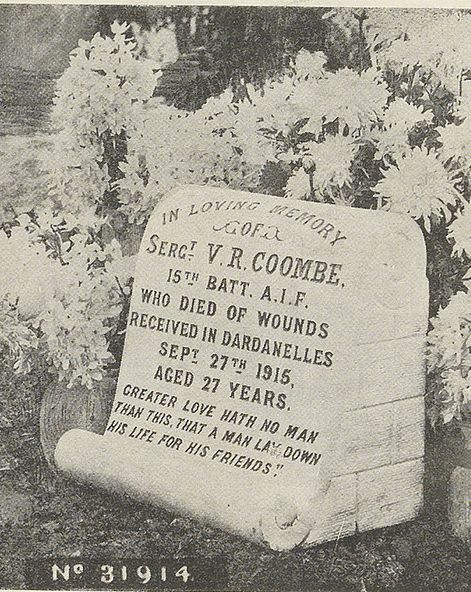 IN LOVING MEMORY
OF
SERGT V. R. COOMBE.
15TH BATT. A.I.F.
WHO DIED OF WOUNDS
RECEIVED IN DARDANELLES
SEPT 27TH 1915,
AGED 27 YEARS.
GREATER LOVE HATH NO MAN
THAN THIS, THAT A MAN LAY DOWN
HIS LIFE FOR HIS FRIENDS."
No 31914.